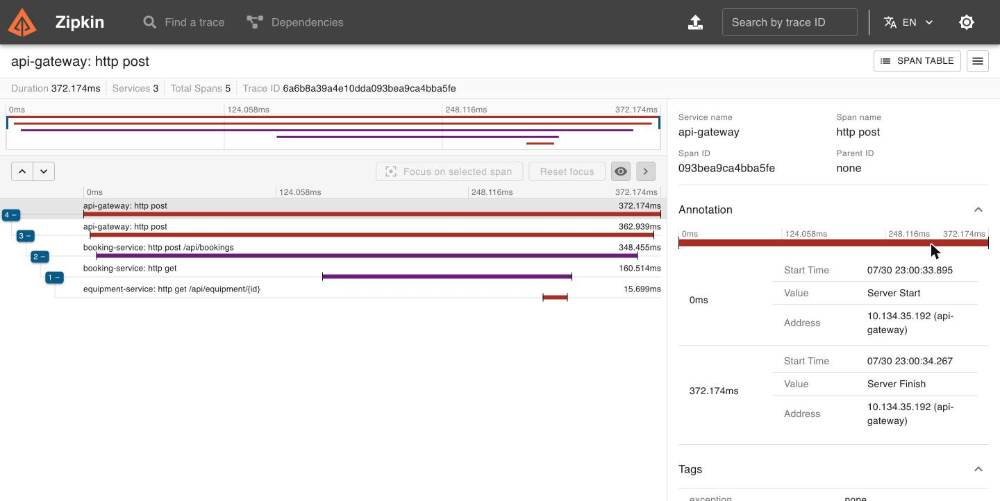 Zipkin
Find a trace
Dependencies
Search by trace ID
EN
api-gateway: http post
SPAN TABLE
Duration 372.174ms Services 3 Total Spans 5 Trace ID 6a6b8a39a4e10dda093bea9ca4bba5fe
0ms 124.058ms 248.116ms 372.174ms
Focus on selected span
Reset focus
0ms 124.058ms 248.116ms 372.174ms
api-gateway: http post 372.174ms
4 –
api-gateway: http post 362.939ms
3 –
booking-service: http post /api/bookings 348.455ms
2 –
booking-service: http get 160.514ms
1 –
equipment-service: http get /api/equipment/{id} 15.699ms
Service name Span name
api-gateway http post
Span ID Parent ID
093bea9ca4bba5fe none
Annotation
0ms 124.058ms 248.116ms 372.174ms
0ms
Start Time 07/30 23:00:33.895
Value Server Start
Address 10.134.35.192 (api-
gateway)
372.174ms
Start Time 07/30 23:00:34.267
Value Server Finish
Address 10.134.35.192 (api-
gateway)
Tags
exception none